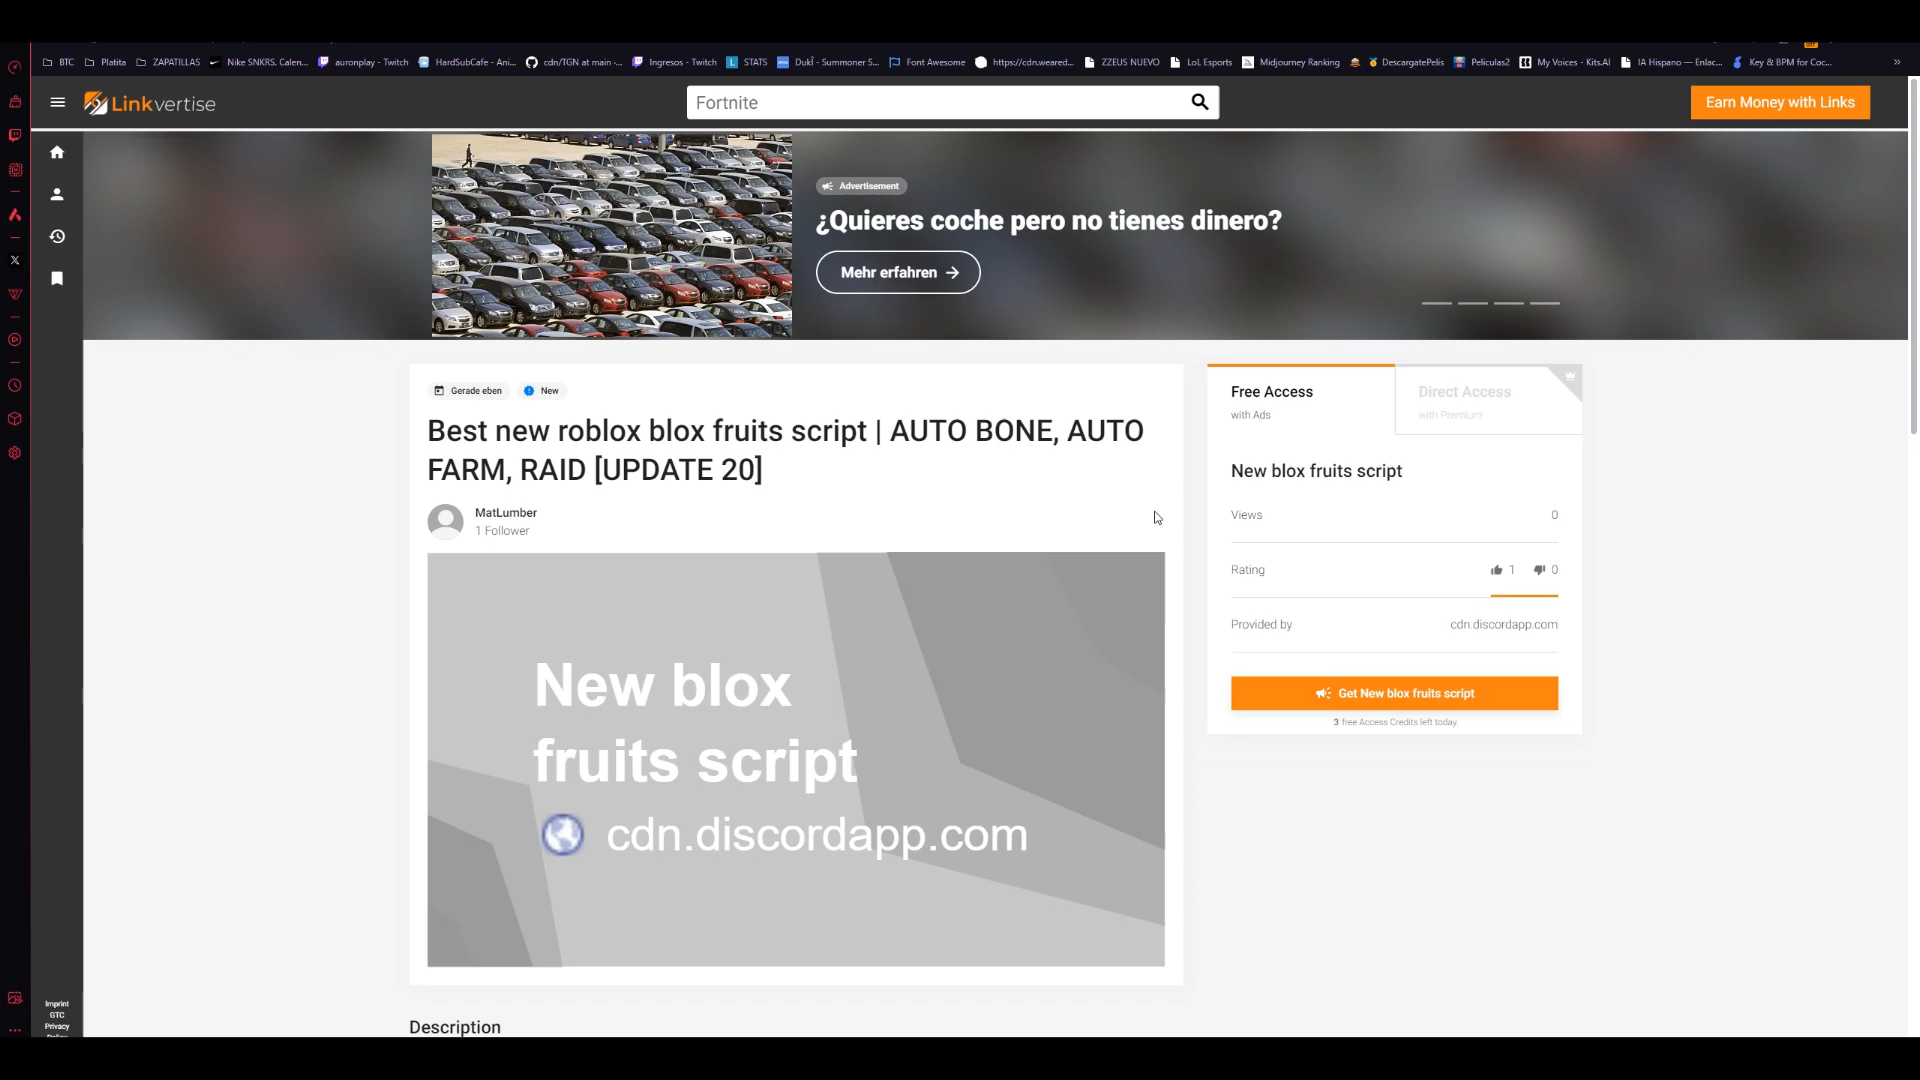 BTC Platita ZAPATILLAS Nike SNKRS. Calen... auronplay - Twitch HardSubCafe - Ani... cdn/TGN at main ·... Ingresos - Twitch STATS DukÎ - Summoner S... Font Awesome https://cdn.weared... ZZEUS NUEVO LoL Esports Midjourney Ranking DescargatePelis Peliculas2 My Voices - Kits.AI IA Hispano — Enlac... Key & BPM for Coc... »
Linkvertise
Fortnite
Earn Money with Links
Advertisement
¿Quieres coche pero no tienes dinero?
Mehr erfahren
Gerade eben New
Best new roblox blox fruits script | AUTO BONE, AUTO
FARM, RAID [UPDATE 20]
MatLumber
1 Follower
New blox
fruits script
cdn.discordapp.com
Description
Free Access
with Ads
Direct Access
with Premium
New blox fruits script
Views 0
Rating 1 0
Provided by cdn.discordapp.com
Get New blox fruits script
3 free Access Credits left today.
Imprint
GTC
Privacy